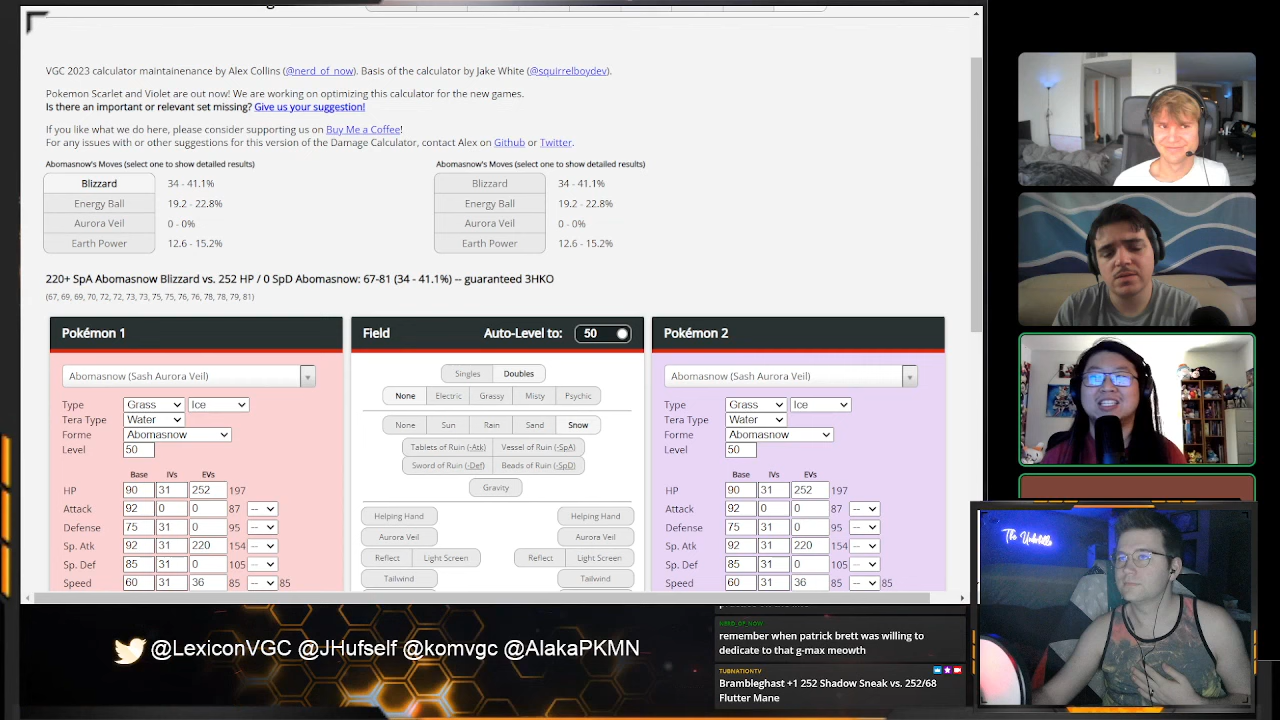 VGC 2023 calculator maintainenance by Alex Collins (@nerd_of_now). Basis of the calculator by Jake White (@squirrelboydev).
Pokemon Scarlet and Violet are out now! We are working on optimizing this calculator for the new games.
Is there an important or relevant set missing? Give us your suggestion!
If you like what we do here, please consider supporting us on Buy Me a Coffee!
For any issues with or other suggestions for this version of the Damage Calculator, contact Alex on Github or Twitter.
Abomasnow's Moves (select one to show detailed results)
Blizzard 34 - 41.1%
Energy Ball 19.2 - 22.8%
Aurora Veil 0 - 0%
Earth Power 12.6 - 15.2%
Abomasnow's Moves (select one to show detailed results)
Blizzard 34 - 41.1%
Energy Ball 19.2 - 22.8%
Aurora Veil 0 - 0%
Earth Power 12.6 - 15.2%
220+ SpA Abomasnow Blizzard vs. 252 HP / 0 SpD Abomasnow: 67-81 (34 - 41.1%) -- guaranteed 3HKO
(67, 69, 69, 70, 72, 72, 73, 73, 75, 75, 76, 76, 78, 78, 79, 81)
Pokémon 1
Abomasnow (Sash Aurora Veil)
Type Grass Ice
Tera Type Water
Forme Abomasnow
Level 50
Base IVs EVs
HP 90 31 252 197
Attack 92 0 0 87 --
Defense 75 31 0 95 --
Sp. Atk 92 31 220 154 --
Sp. Def 85 31 0 105 --
Speed 60 31 36 85 -- 85
Field Auto-Level to: 50
Singles Doubles
None Electric Grassy Misty Psychic
None Sun Rain Sand Snow
Tablets of Ruin (-Atk) Vessel of Ruin (-SpA)
Sword of Ruin (-Def) Beads of Ruin (-SpD)
Gravity
Helping Hand Helping Hand
Aurora Veil Aurora Veil
Reflect Light Screen Reflect Light Screen
Tailwind Tailwind
Pokémon 2
Abomasnow (Sash Aurora Veil)
Type Grass Ice
Tera Type Water
Forme Abomasnow
Level 50
Base IVs EVs
HP 90 31 252 197
Attack 92 0 0 87 --
Defense 75 31 0 95 --
Sp. Atk 92 31 220 154 --
Sp. Def 85 31 0 105 --
Speed 60 31 36 85 -- 85
@LexiconVGC @JHufself @komvgc @AlakaPKMN
NERD_OF_NOW
remember when patrick brett was willing to
dedicate to that g-max meowth
TUBNATIONTV
Brambleghast +1 252 Shadow Sneak vs. 252/68
Flutter Mane
The Underhills